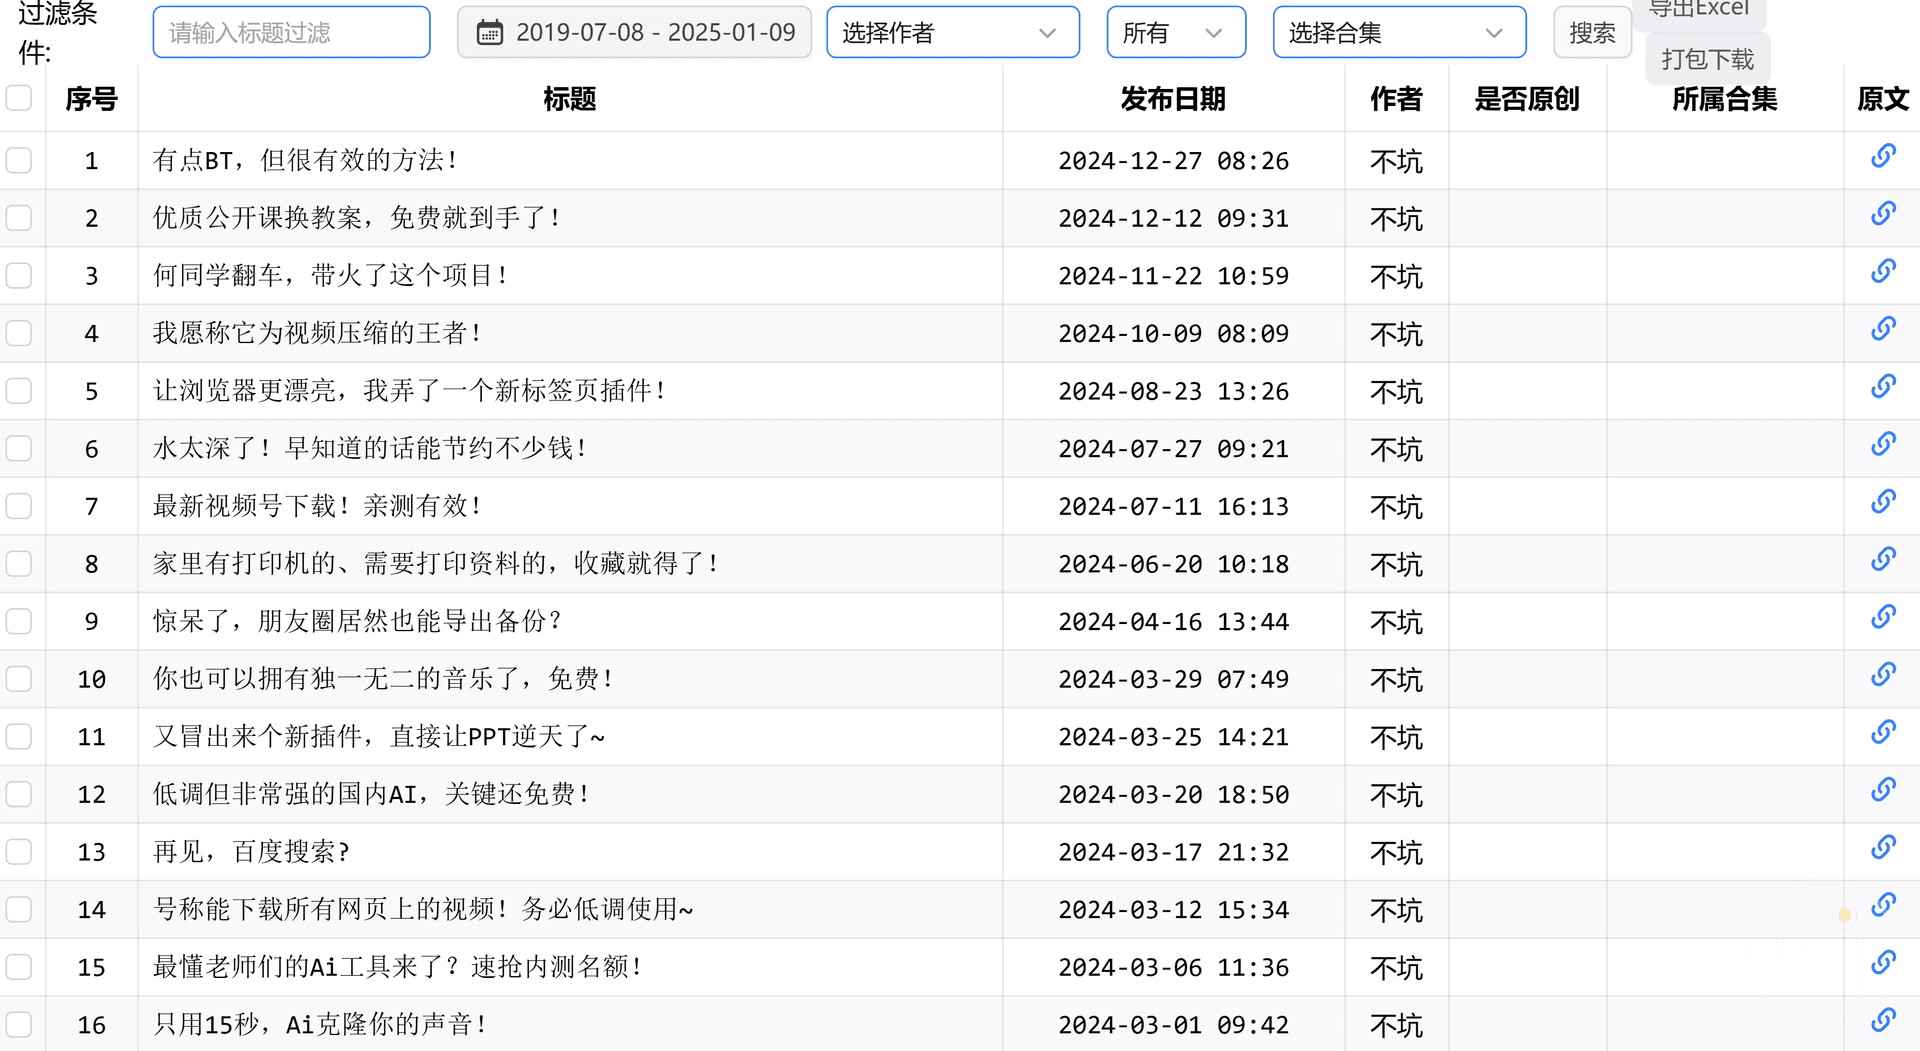 过滤条件:
请输入标题过滤 2019-07-08 - 2025-01-09 选择作者 所有 选择合集 搜索 导出Excel
打包下载
序号 标题 发布日期 作者 是否原创 所属合集 原文
1 有点BT，但很有效的方法！ 2024-12-27 08:26 不坑
2 优质公开课换教案，免费就到手了！ 2024-12-12 09:31 不坑
3 何同学翻车，带火了这个项目！ 2024-11-22 10:59 不坑
4 我愿称它为视频压缩的王者！ 2024-10-09 08:09 不坑
5 让浏览器更漂亮，我弄了一个新标签页插件！ 2024-08-23 13:26 不坑
6 水太深了！早知道的话能节约不少钱！ 2024-07-27 09:21 不坑
7 最新视频号下载！亲测有效！ 2024-07-11 16:13 不坑
8 家里有打印机的、需要打印资料的，收藏就得了！ 2024-06-20 10:18 不坑
9 惊呆了，朋友圈居然也能导出备份？ 2024-04-16 13:44 不坑
10 你也可以拥有独一无二的音乐了，免费！ 2024-03-29 07:49 不坑
11 又冒出来个新插件，直接让PPT逆天了~ 2024-03-25 14:21 不坑
12 低调但非常强的国内AI，关键还免费！ 2024-03-20 18:50 不坑
13 再见，百度搜索? 2024-03-17 21:32 不坑
14 号称能下载所有网页上的视频！务必低调使用~ 2024-03-12 15:34 不坑
15 最懂老师们的Ai工具来了？速抢内测名额！ 2024-03-06 11:36 不坑
16 只用15秒，Ai克隆你的声音！ 2024-03-01 09:42 不坑